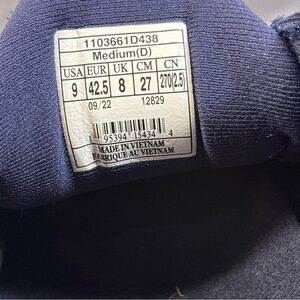 1103661D438
Medium(D)
USA EUR UK CM CN
9 42.5 8 27 270(2.5)
09/22 12829
95394 15434 4
MADE IN VIETNAM
FABRIQUE AU VIETNAM